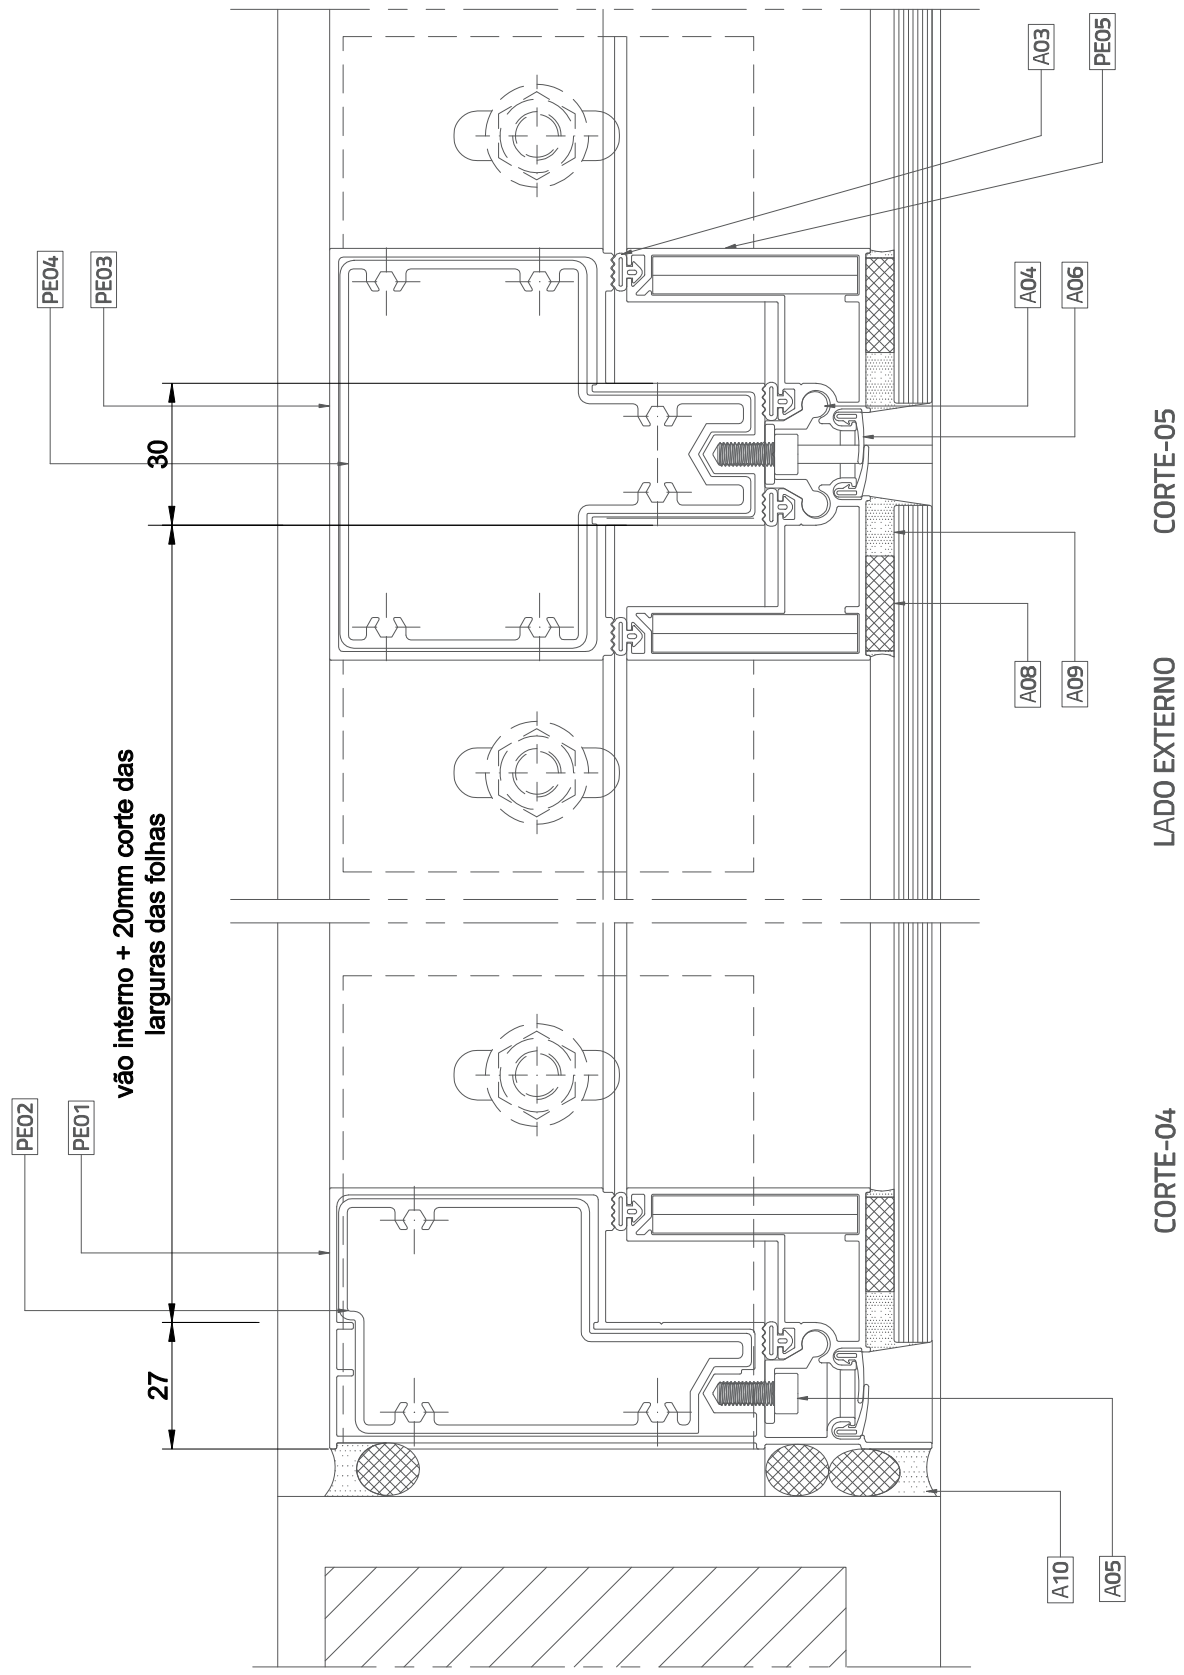 PE02
PE01
27
vão interno + 20mm corte das
larguras das folhas
30
PE04
PE03
A03
PE05
A04
A06
A08
A09
A10
A05
CORTE-04
LADO EXTERNO
CORTE-05